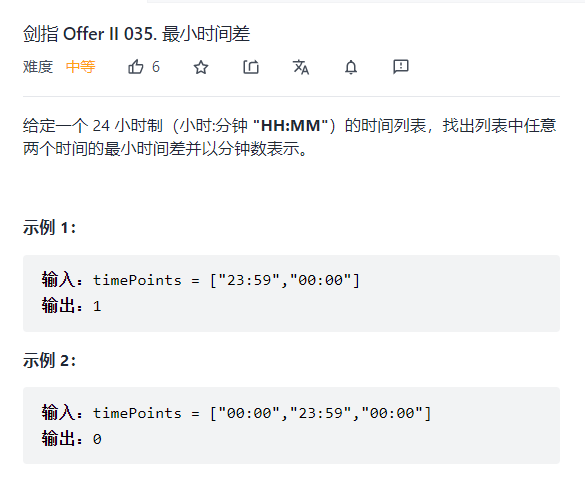 剑指 Offer II 035. 最小时间差
难度 中等 6
给定一个 24 小时制（小时:分钟 "HH:MM"）的时间列表，找出列表中任意
两个时间的最小时间差并以分钟数表示。
示例 1：
输入：timePoints = ["23:59","00:00"]
输出：1
示例 2：
输入：timePoints = ["00:00","23:59","00:00"]
输出：0